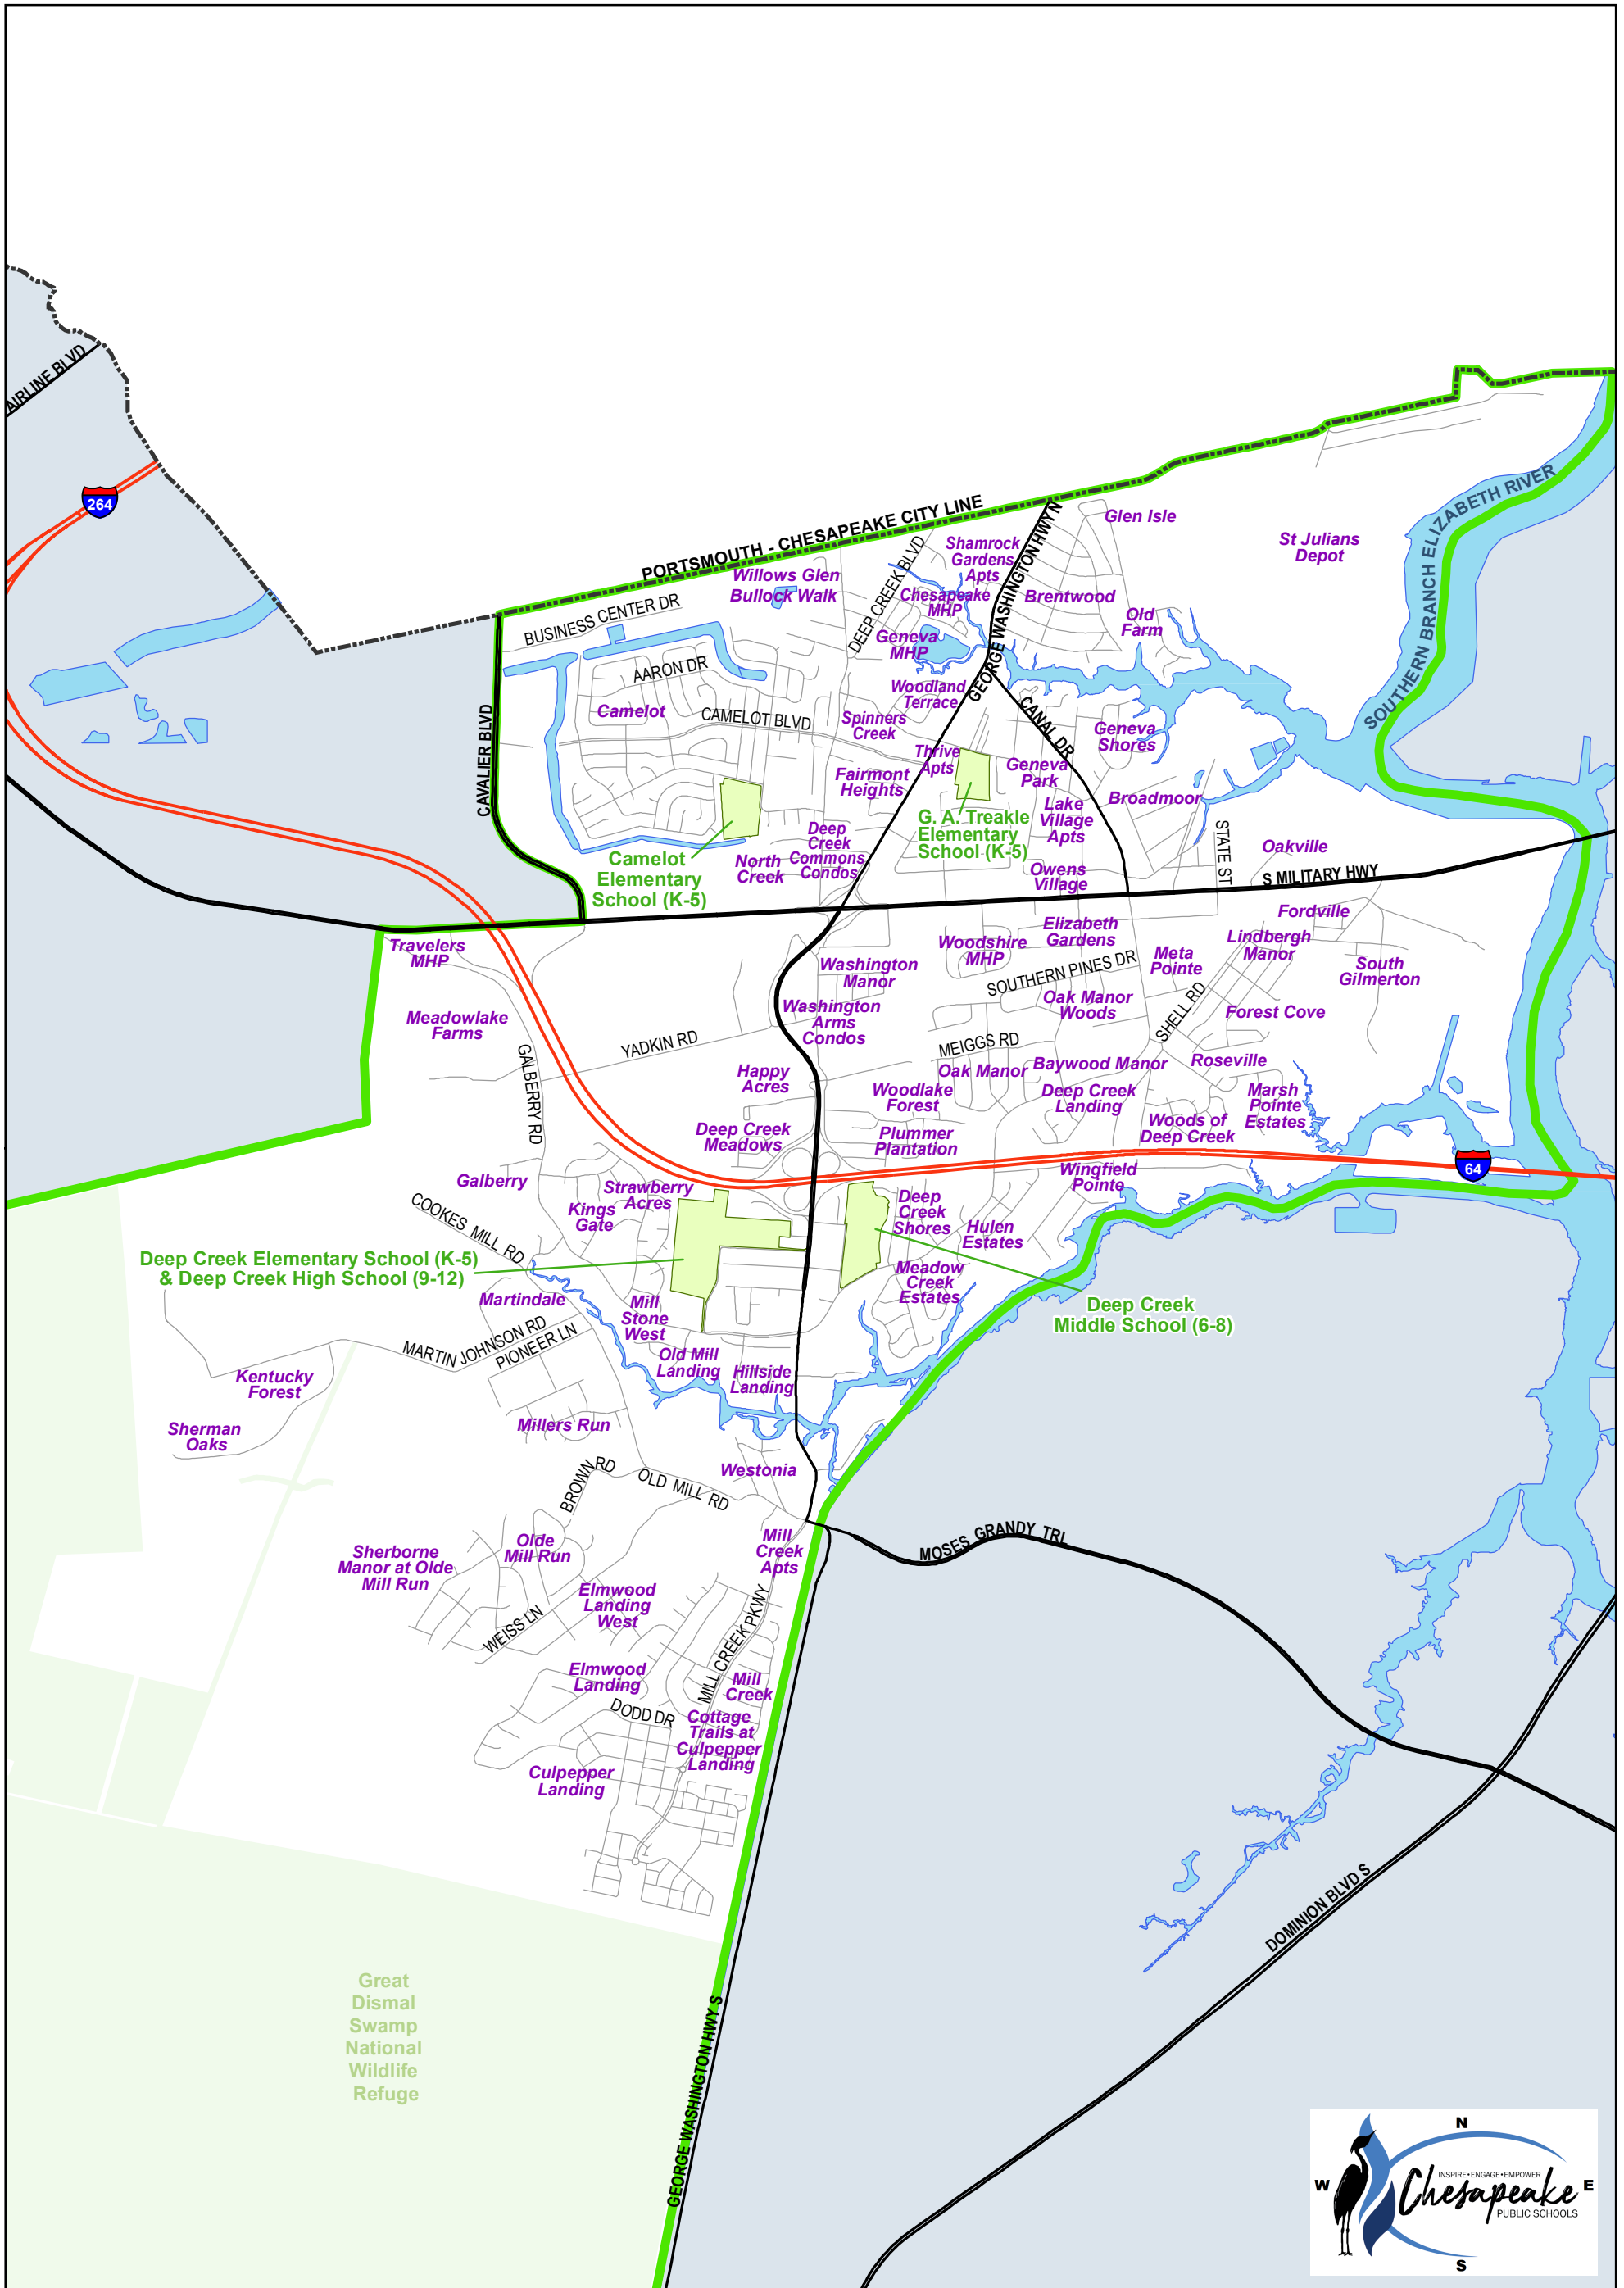 AIRLINE BLVD
264
PORTSMOUTH - CHESAPEAKE CITY LINE
GEORGE WASHINGTON HWY N
Glen Isle
St Julians
Depot
SOUTHERN BRANCH ELIZABETH RIVER
Shamrock
Gardens
Apts
Willows Glen
Bullock Walk
DEEP CREEK BLVD
Chesapeake
MHP
Brentwood
Old
Farm
BUSINESS CENTER DR
Geneva
MHP
AARON DR
Woodland
Terrace
CAVALIER BLVD
Camelot
CAMELOT BLVD
Spinners
Creek
CANAL DR
Geneva
Shores
Thrive
Apts
Geneva
Park
Fairmont
Heights
Broadmoor
Lake
Village
Apts
G. A. Treakle
Elementary
School (K-5)
Deep
Creek
Commons
Condos
North
Creek
Camelot
Elementary
School (K-5)
Owens
Village
STATE ST
Oakville
S MILITARY HWY
Fordville
Travelers
MHP
Elizabeth
Gardens
Woodshire
MHP
Lindbergh
Manor
Meta
Pointe
South
Gilmerton
Washington
Manor
SOUTHERN PINES DR
Oak Manor
Woods
Washington
Arms
Condos
SHELL RD
Forest Cove
Meadowlake
Farms
YADKIN RD
MEIGGS RD
GALBERRY RD
Happy
Acres
Oak Manor
Baywood Manor
Roseville
Woodlake
Forest
Deep Creek
Landing
Marsh
Pointe
Estates
Deep Creek
Meadows
Plummer
Plantation
Woods of
Deep Creek
64
Wingfield
Pointe
Galberry
Strawberry
Acres
Kings
Gate
Deep
Creek
Shores
Hulen
Estates
COOKES MILL RD
Deep Creek Elementary School (K-5)
& Deep Creek High School (9-12)
Meadow
Creek
Estates
Deep Creek
Middle School (6-8)
Martindale
Mill
Stone
West
MARTIN JOHNSON RD
PIONEER LN
Old Mill
Landing
Hillside
Landing
Kentucky
Forest
Sherman
Oaks
Millers Run
Westonia
BROWN RD
OLD MILL RD
MOSES GRANDY TRL
Mill
Creek
Apts
Olde
Mill Run
Sherborne
Manor at Olde
Mill Run
Elmwood
Landing
West
WEISS LN
MILL CREEK PKWY
Elmwood
Landing
Mill
Creek
DODD DR
Cottage
Trails at
Culpepper
Landing
Culpepper
Landing
DOMINION BLVD S
Great
Dismal
Swamp
National
Wildlife
Refuge
GEORGE WASHINGTON HWY S
N
W
E
S
INSPIRE•ENGAGE•EMPOWER
Chesapeake
PUBLIC SCHOOLS